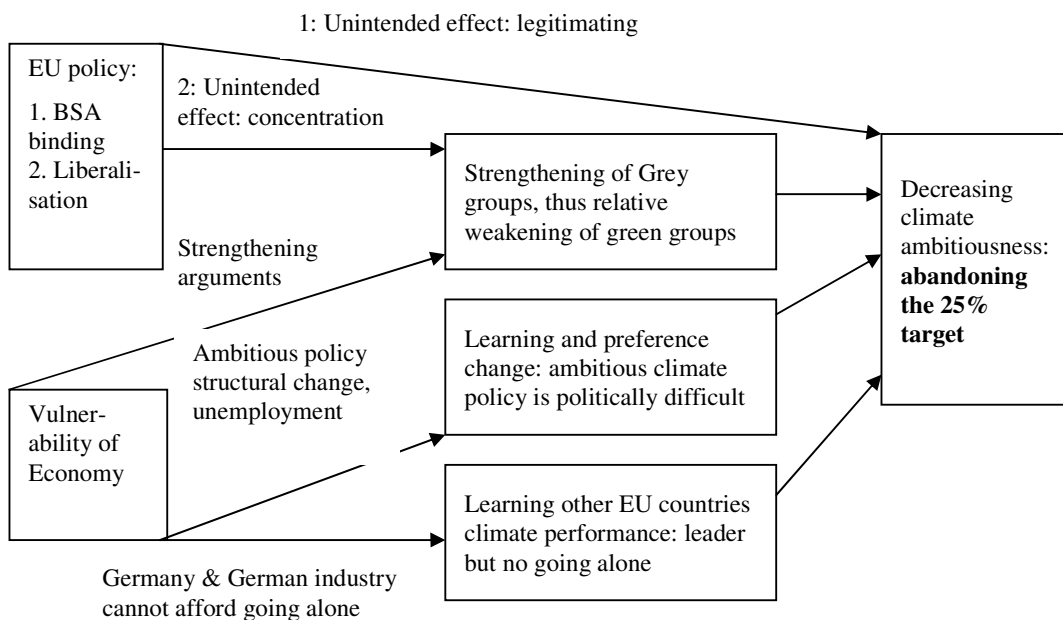 1: Unintended effect: legitimating
EU policy:
1. BSA
binding
2. Liberali-
sation
2: Unintended
effect: concentration
Strengthening of Grey
groups, thus relative
weakening of green groups
Decreasing
climate
ambitiousness:
abandoning
the 25%
target
Strengthening
arguments
Ambitious policy
structural change,
unemployment
Learning and preference
change: ambitious climate
policy is politically difficult
Vulner-
ability of
Economy
Learning other EU countries
climate performance: leader
but no going alone
Germany & German industry
cannot afford going alone